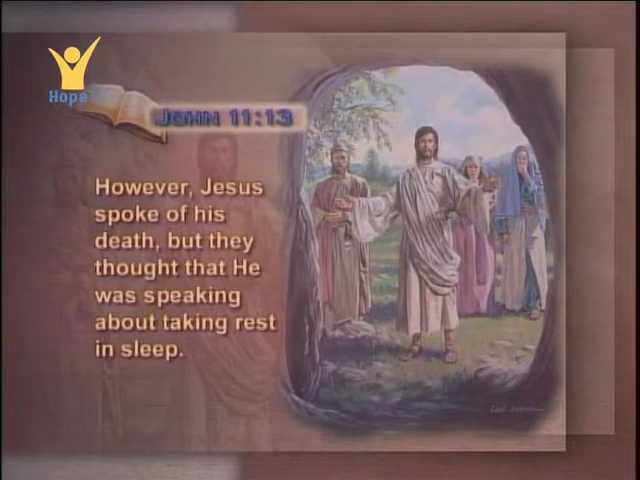 Hope
JOHN 11:13
However, Jesus
spoke of his
death, but they
thought that He
was speaking
about taking rest
in sleep.